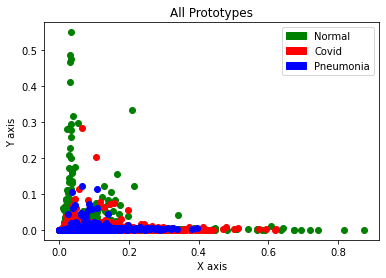 All Prototypes
Normal
Covid
Pneumonia
0.5
0.4
0.3
0.2
0.1
0.0
Y axis
0.0 0.2 0.4 0.6 0.8
X axis